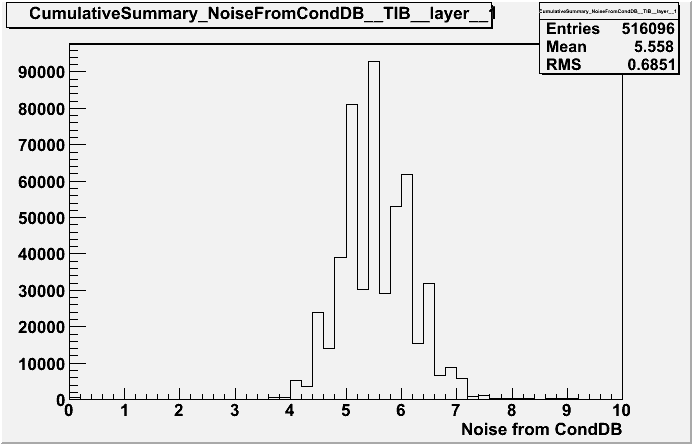 CumulativeSummary_NoiseFromCondDB__TIB__layer__1
CumulativeSummary_NoiseFromCondDB__TIB__layer__1
Entries 516096
Mean 5.558
RMS 0.6851
90000
80000
70000
60000
50000
40000
30000
20000
10000
0
0 1 2 3 4 5 6 7 8 9 10
Noise from CondDB